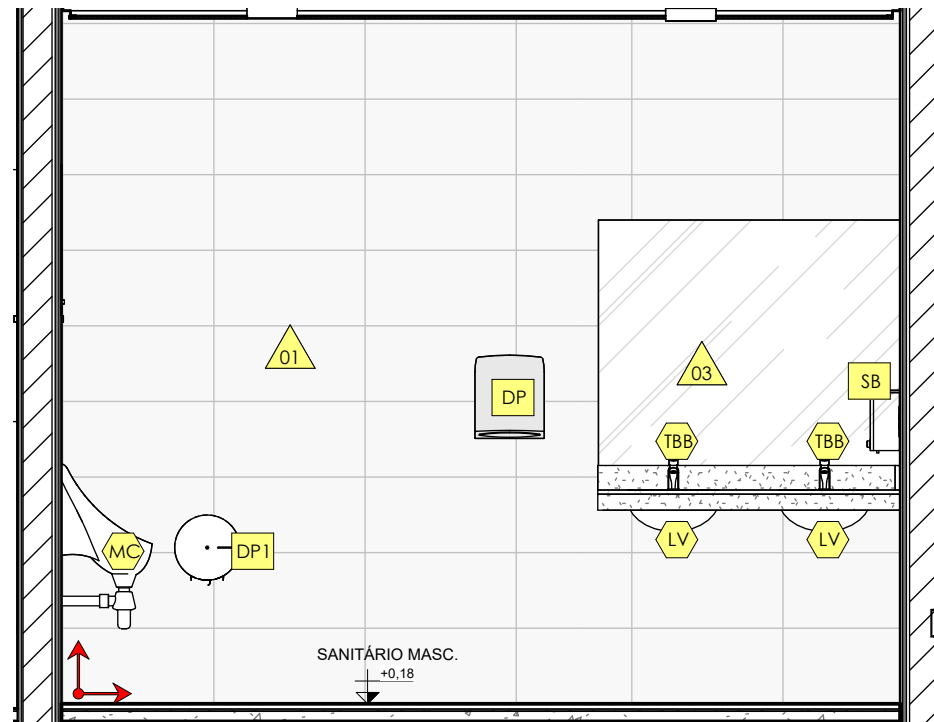 01
03
SB
DP
TBB
TBB
LV
LV
MC
DP1
SANITÁRIO MASC.
+0,18